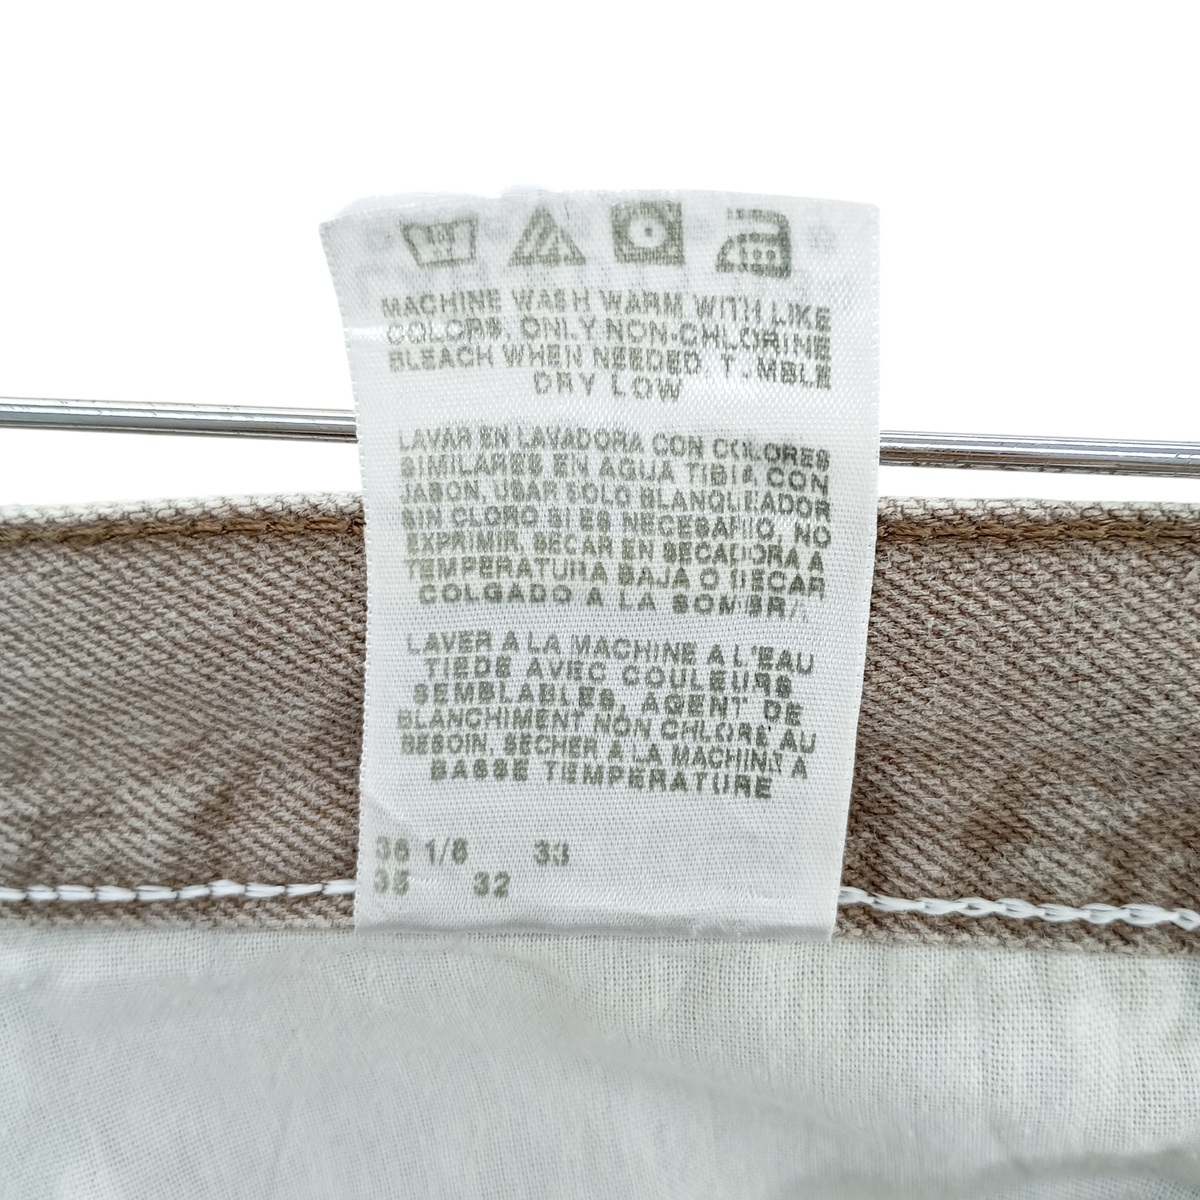 MACHINE WASH WARM WITH LIKE
COLORS, ONLY NON-CHLORINE
BLEACH WHEN NEEDED, TUMBLE
DRY LOW
LAVAR EN LAVADORA CON COLORES
SIMILARES EN AGUA TIBIA, CON
JABON, USAR SOLO BLANQUEADOR
SIN CLORO SI ES NECESARIO, NO
EXPRIMIR, SECAR EN SECADORA A
TEMPERATURA BAJA O SECAR
COLGADO A LA SOMBRA
LAVER A LA MACHINE A L'EAU
TIEDE AVEC COULEURS
SEMBLABLES, AGENT DE
BLANCHIMENT NON CHLORE AU
BESOIN, SECHER A LA MACHINE A
BASSE TEMPERATURE
1/8 33
35 32